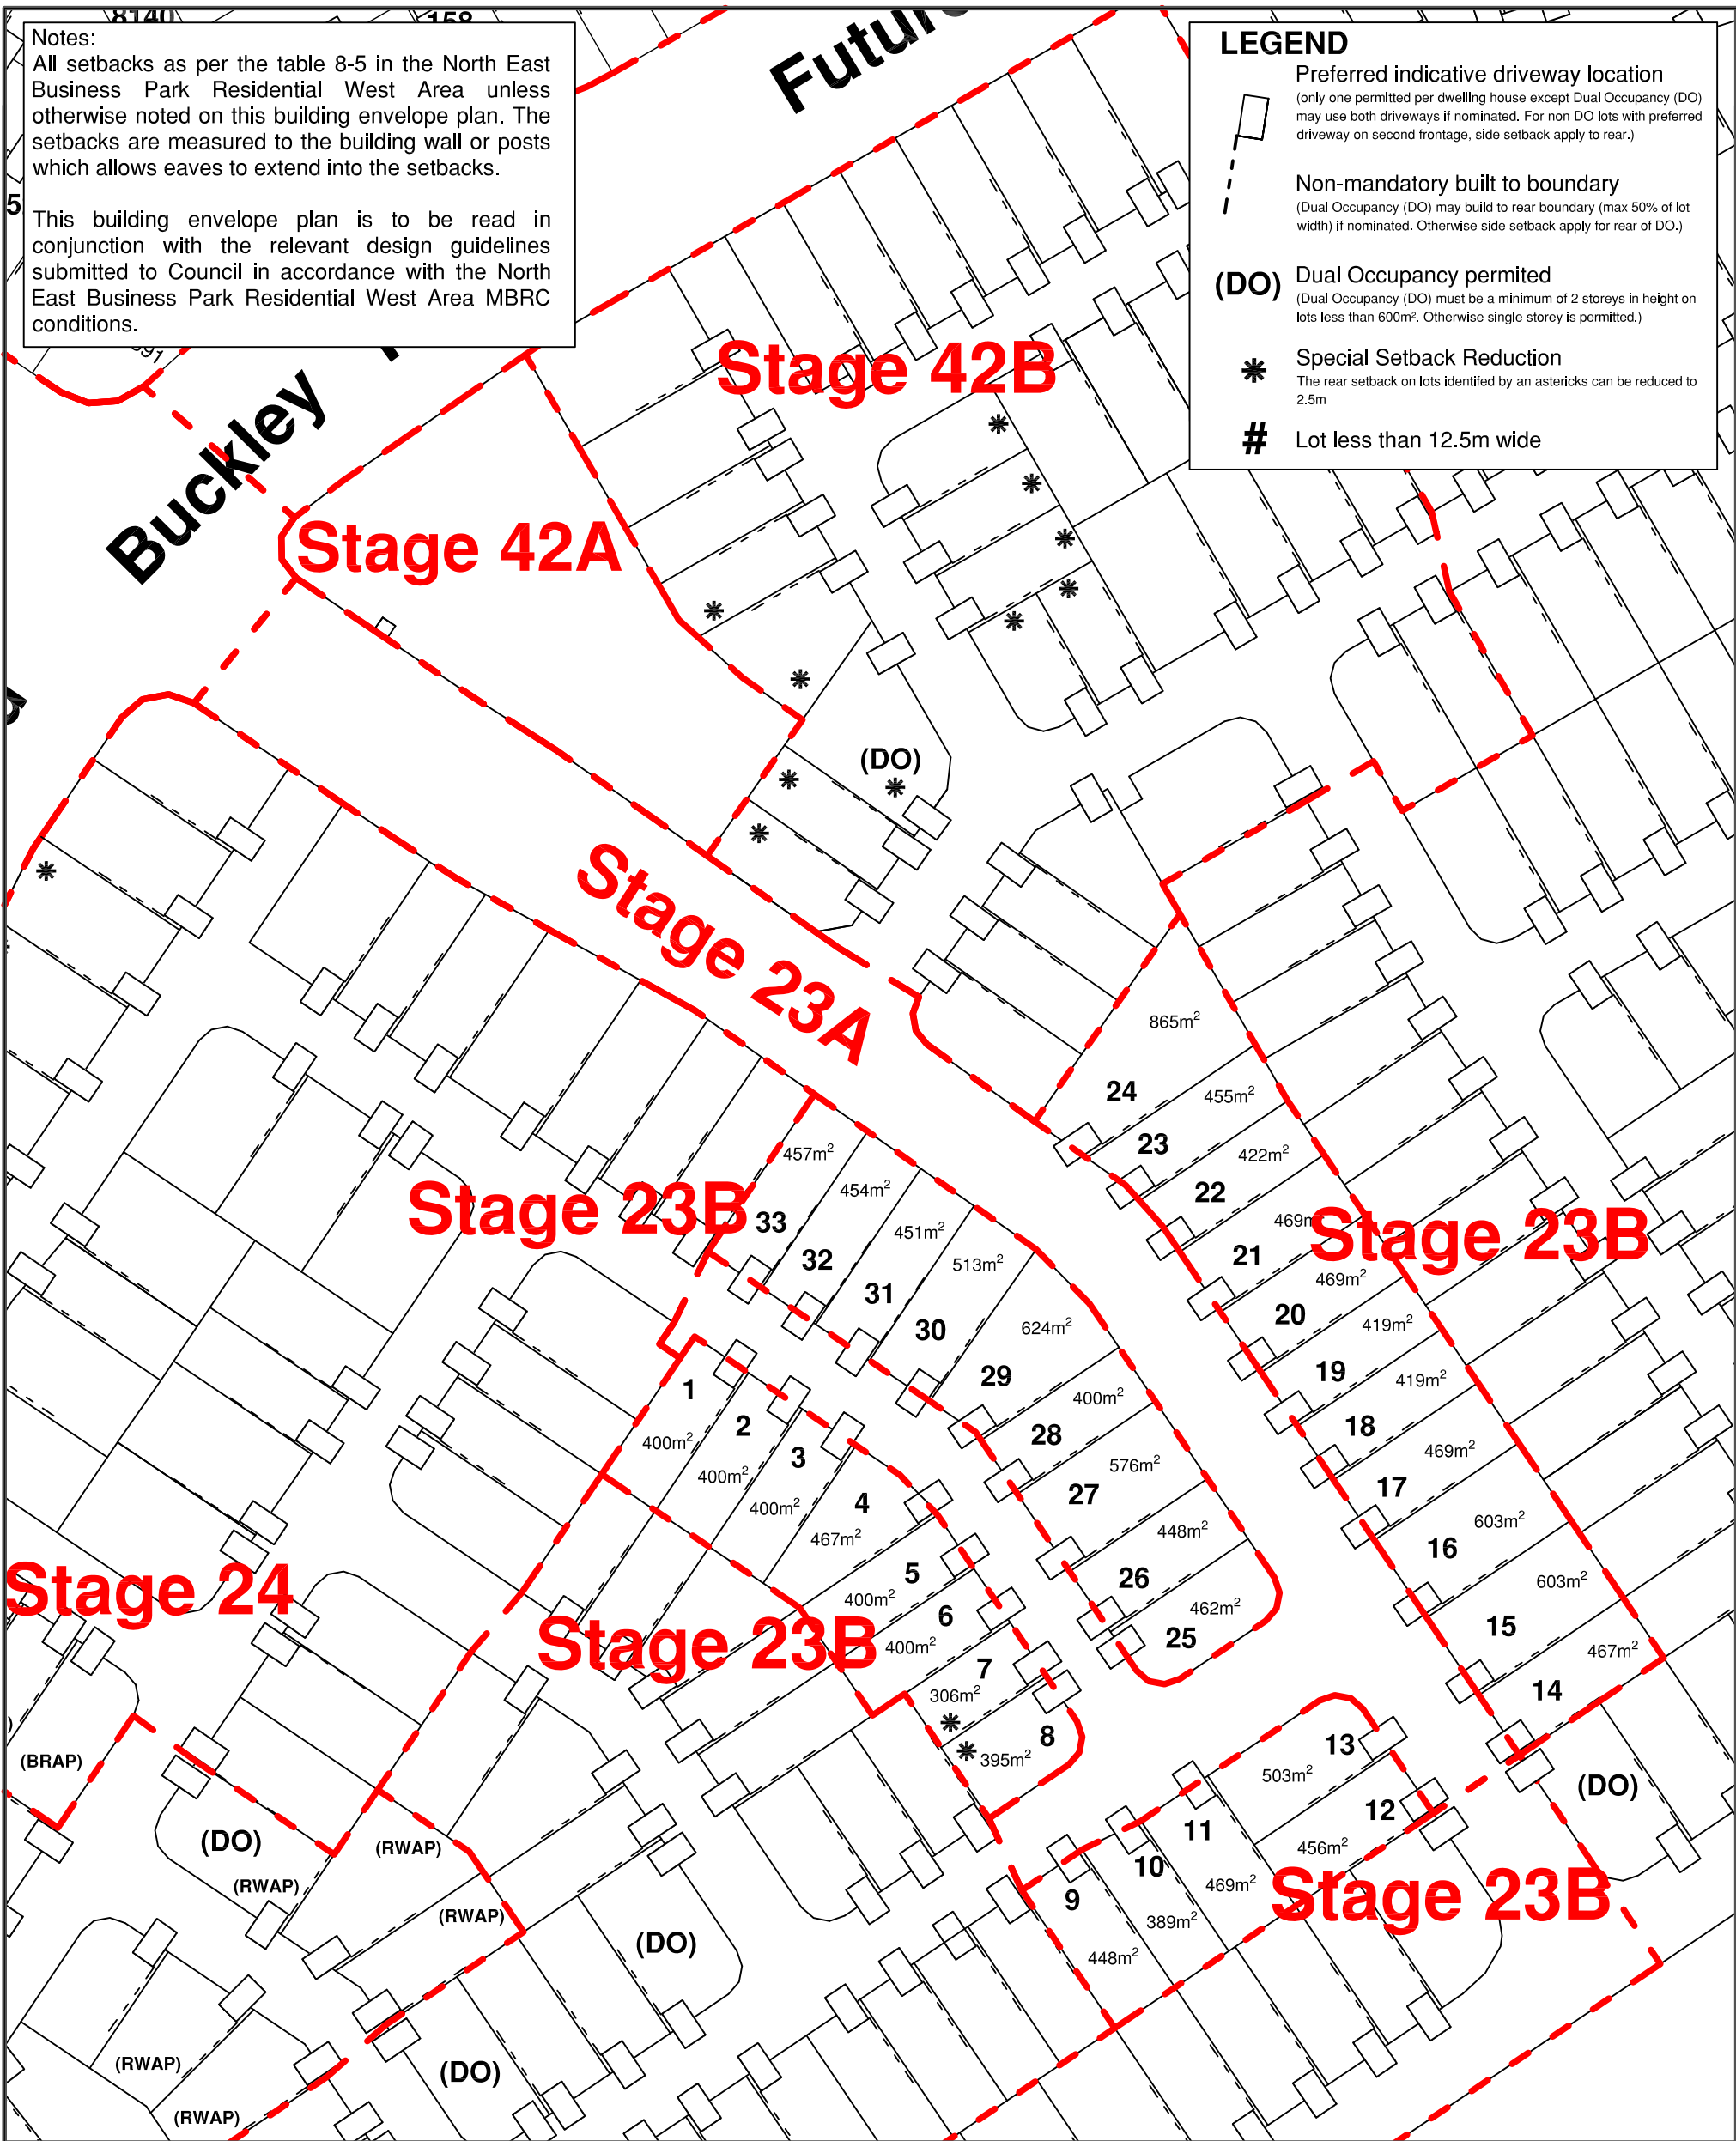 8140
158
Notes:
All setbacks as per the table 8-5 in the North East
Business Park Residential West Area unless
otherwise noted on this building envelope plan. The
setbacks are measured to the building wall or posts
which allows eaves to extend into the setbacks.
This building envelope plan is to be read in
conjunction with the relevant design guidelines
submitted to Council in accordance with the North
East Business Park Residential West Area MBRC
conditions.
5
LEGEND
Preferred indicative driveway location
(only one permitted per dwelling house except Dual Occupancy (DO)
may use both driveways if nominated. For non DO lots with preferred
driveway on second frontage, side setback apply to rear.)
Non-mandatory built to boundary
(Dual Occupancy (DO) may build to rear boundary (max 50% of lot
width) if nominated. Otherwise side setback apply for rear of DO.)
(DO) Dual Occupancy permited
(Dual Occupancy (DO) must be a minimum of 2 storeys in height on
lots less than 600m². Otherwise single storey is permitted.)
* Special Setback Reduction
The rear setback on lots identifed by an astericks can be reduced to
2.5m
# Lot less than 12.5m wide
Buckley
Stage 42B
Stage 42A
(DO)
Stage 23A
865m²
24
455m²
23
422m²
22
469m
21
Stage 23B
469m²
20
419m²
19
419m²
18
469m²
17
603m²
16
603m²
15
467m²
14
(DO)
457m²
33
Stage 23B
454m²
32
451m²
31
513m²
30
624m²
29
400m²
28
576m²
27
448m²
26
462m²
25
1
400m²
2
400m²
3
400m²
4
467m²
5
400m²
6
400m²
7
306m²
8
395m²
Stage 24
Stage 23B
13
503m²
12
456m²
11
469m²
10
389m²
9
448m²
Stage 23B
(BRAP)
(DO)
(RWAP)
(RWAP)
(RWAP)
(DO)
(DO)
(RWAP)
(RWAP)